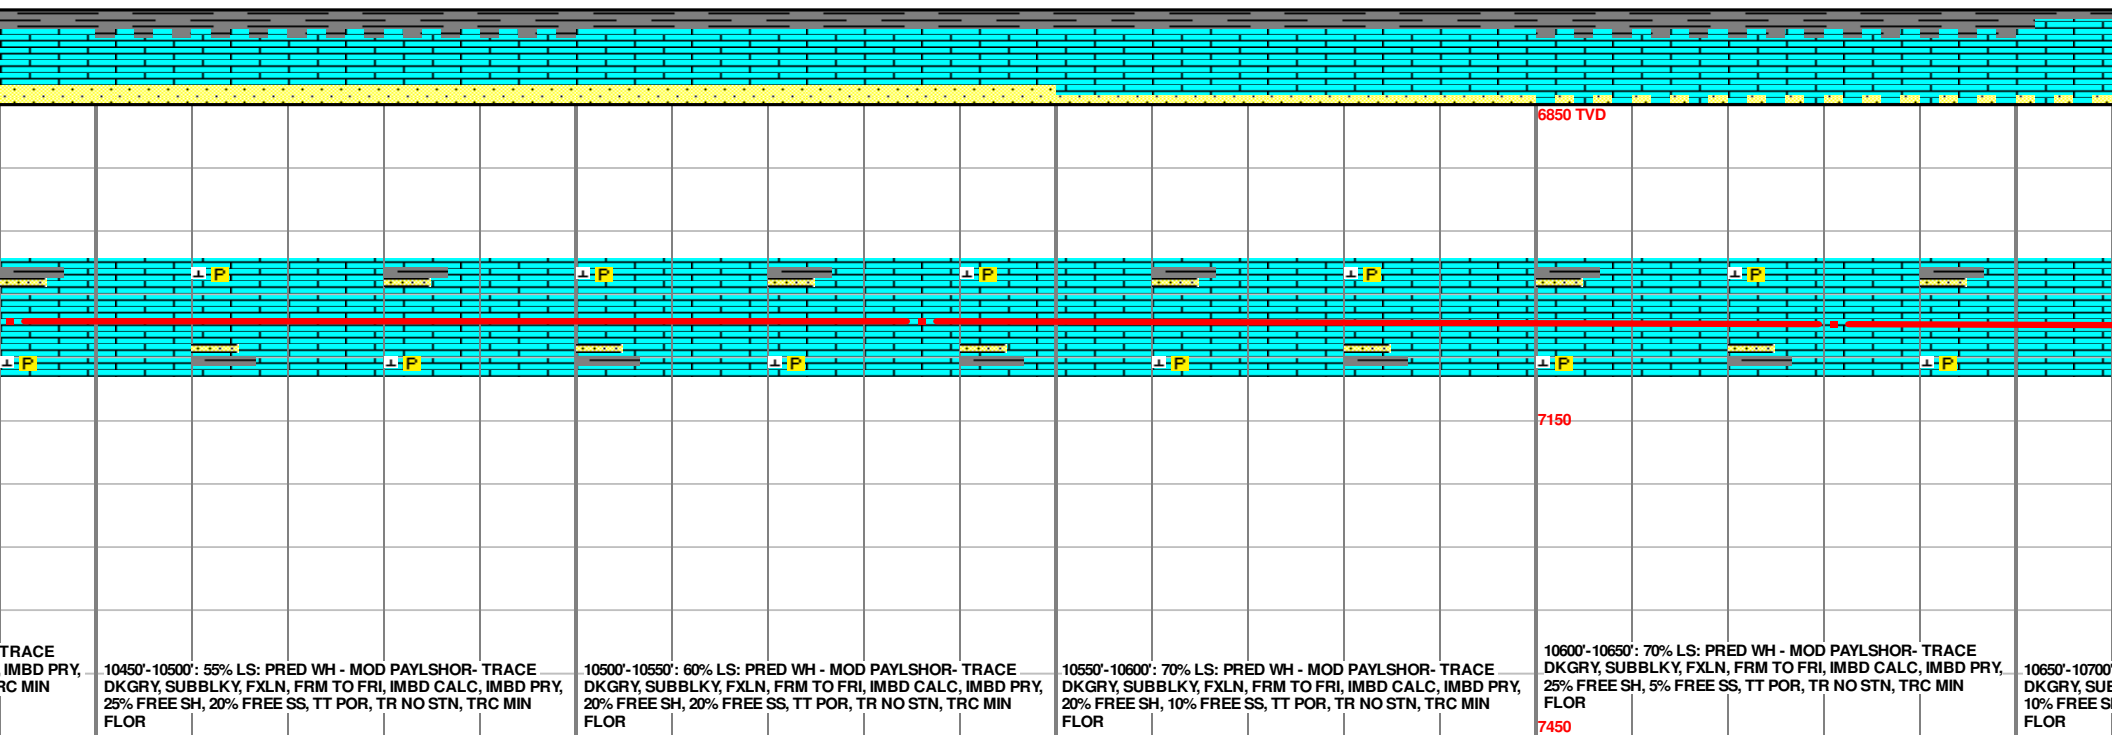 6850 TVD
P P P P
P P P P P P
7150
TRACE
IMBD PRY,
RC MIN
10450'-10500': 55% LS: PRED WH - MOD PAYLSHOR- TRACE
DKGRY, SUBBLKY, FXLN, FRM TO FRI, IMBD CALC, IMBD PRY,
25% FREE SH, 20% FREE SS, TT POR, TR NO STN, TRC MIN
FLOR
10500'-10550': 60% LS: PRED WH - MOD PAYLSHOR- TRACE
DKGRY, SUBBLKY, FXLN, FRM TO FRI, IMBD CALC, IMBD PRY,
20% FREE SH, 20% FREE SS, TT POR, TR NO STN, TRC MIN
FLOR
10550'-10600': 70% LS: PRED WH - MOD PAYLSHOR- TRACE
DKGRY, SUBBLKY, FXLN, FRM TO FRI, IMBD CALC, IMBD PRY,
20% FREE SH, 10% FREE SS, TT POR, TR NO STN, TRC MIN
FLOR
10600'-10650': 70% LS: PRED WH - MOD PAYLSHOR- TRACE
DKGRY, SUBBLKY, FXLN, FRM TO FRI, IMBD CALC, IMBD PRY,
25% FREE SH, 5% FREE SS, TT POR, TR NO STN, TRC MIN
FLOR
7450
10650'-10700'
DKGRY, SUB
10% FREE S
FLOR